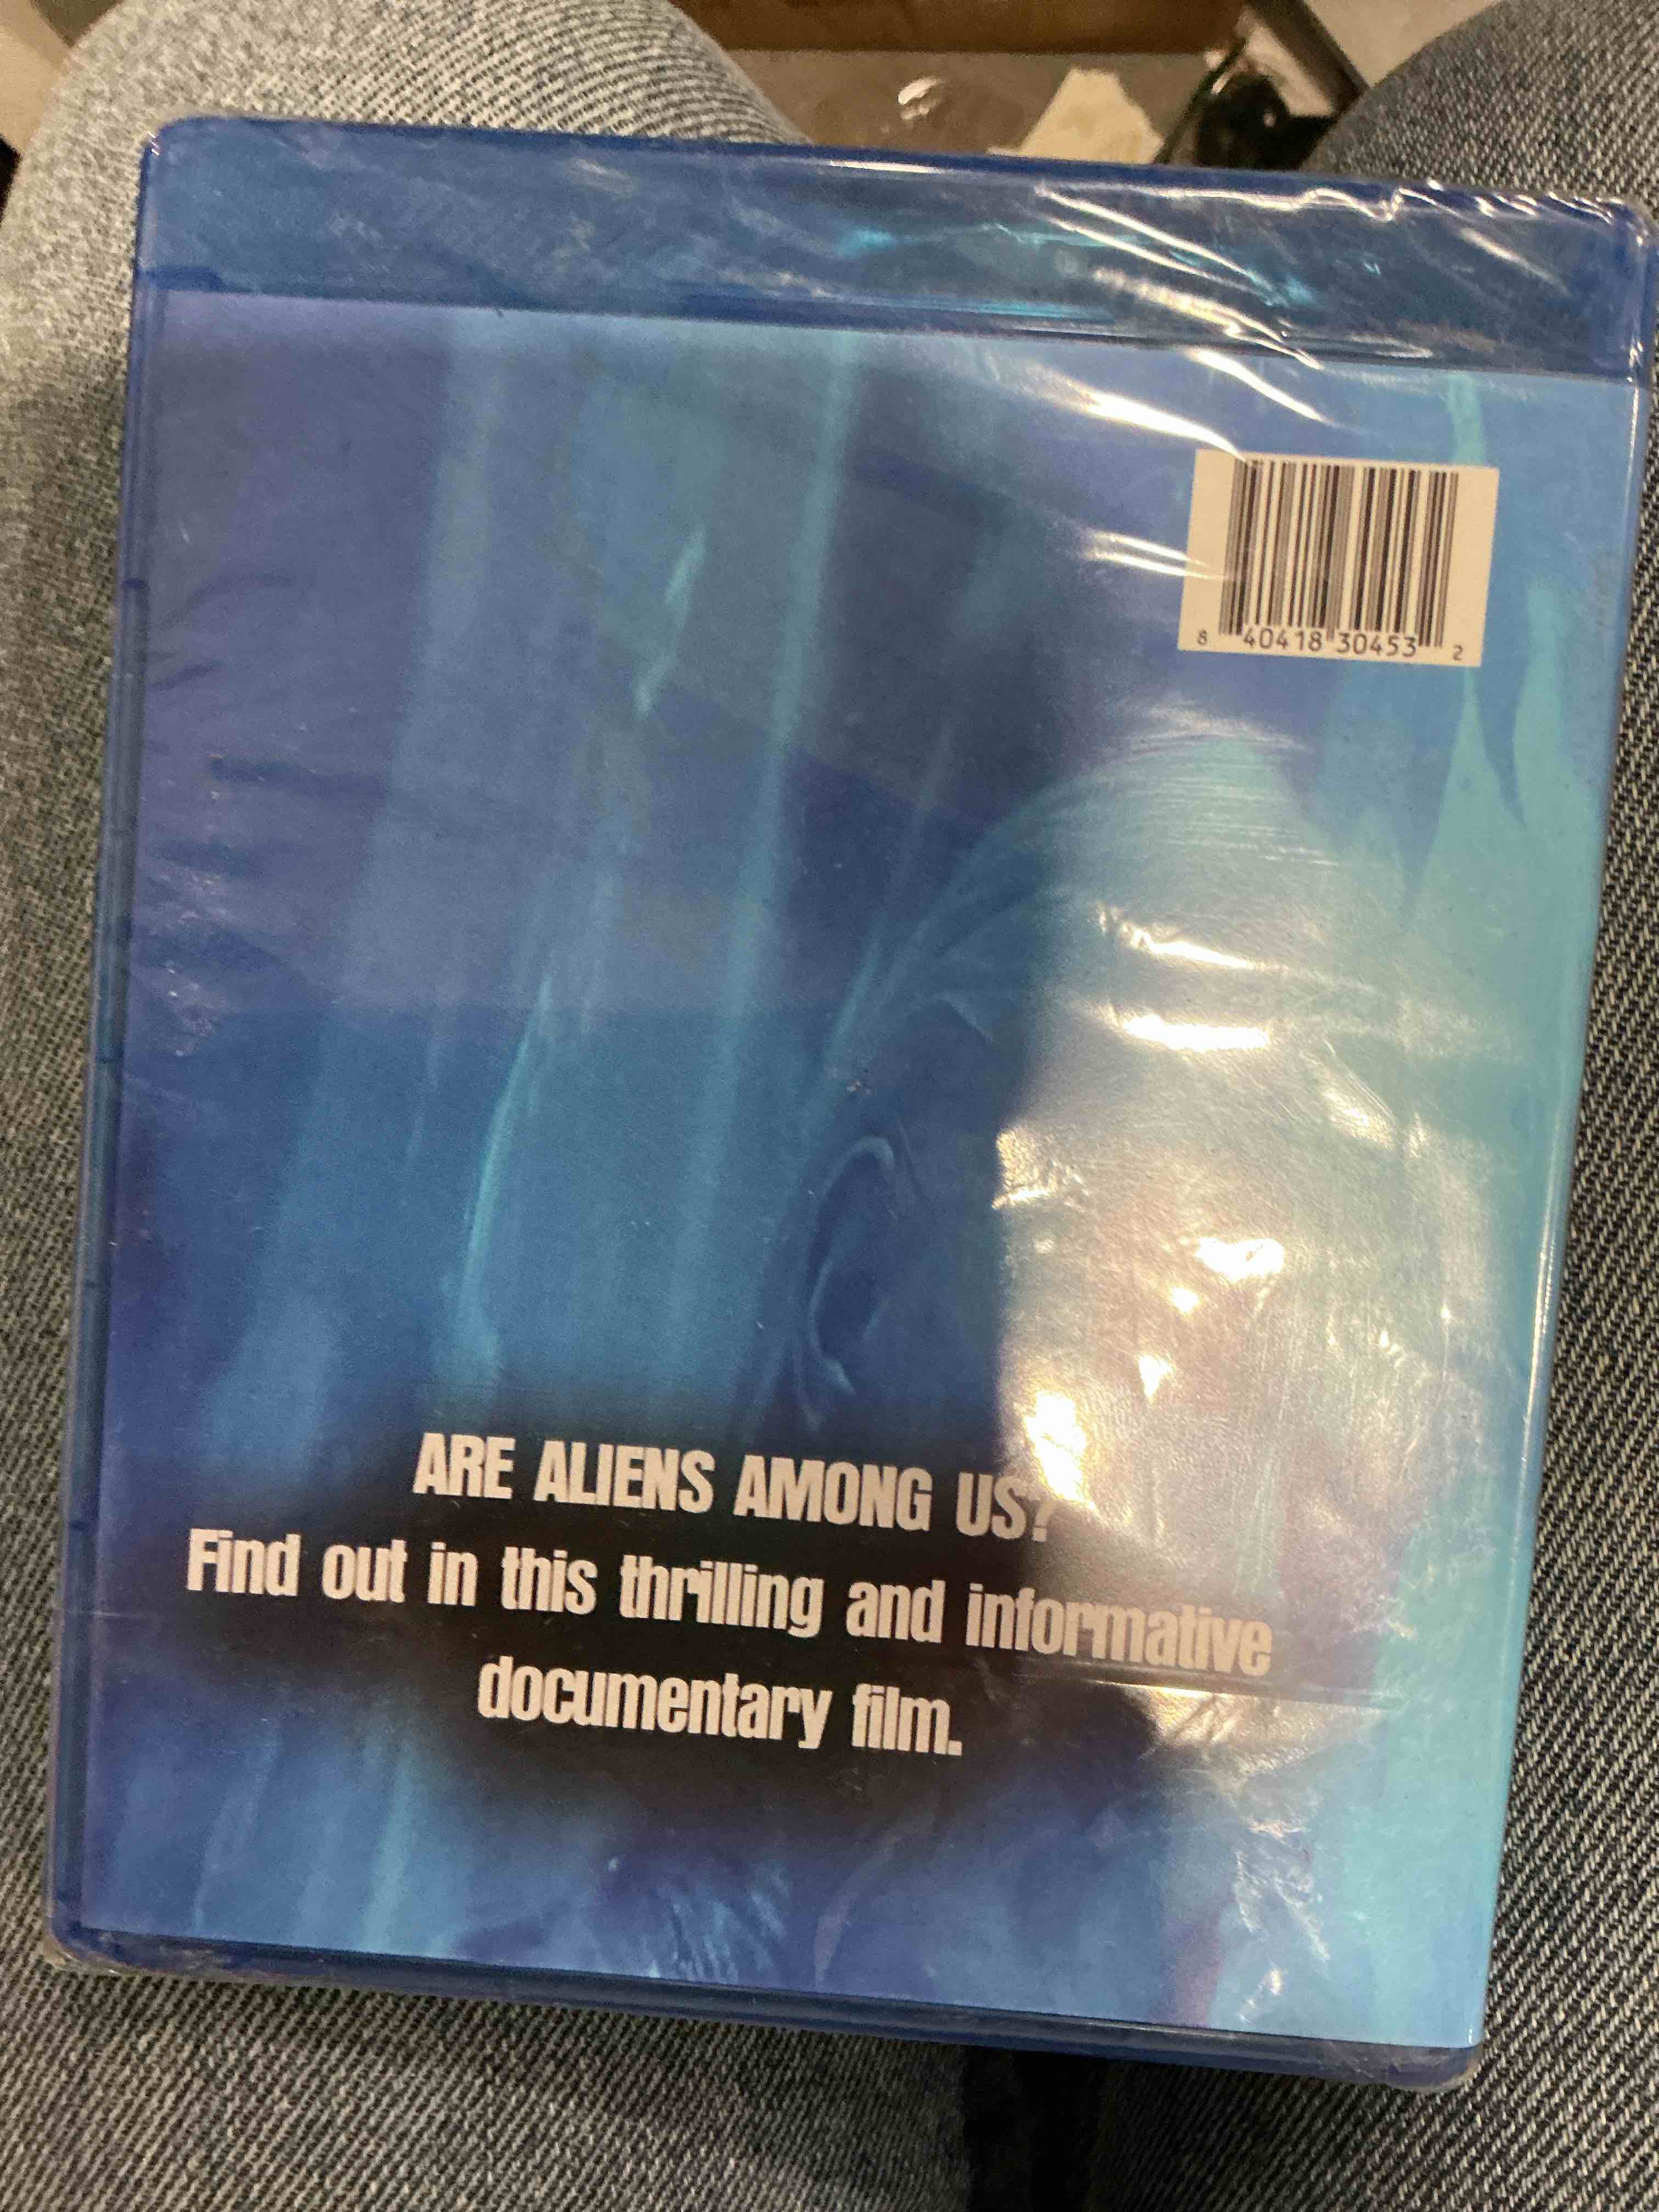 8 40418 30453 2
ARE ALIENS AMONG US?
Find out in this thrilling and informative
documentary film.